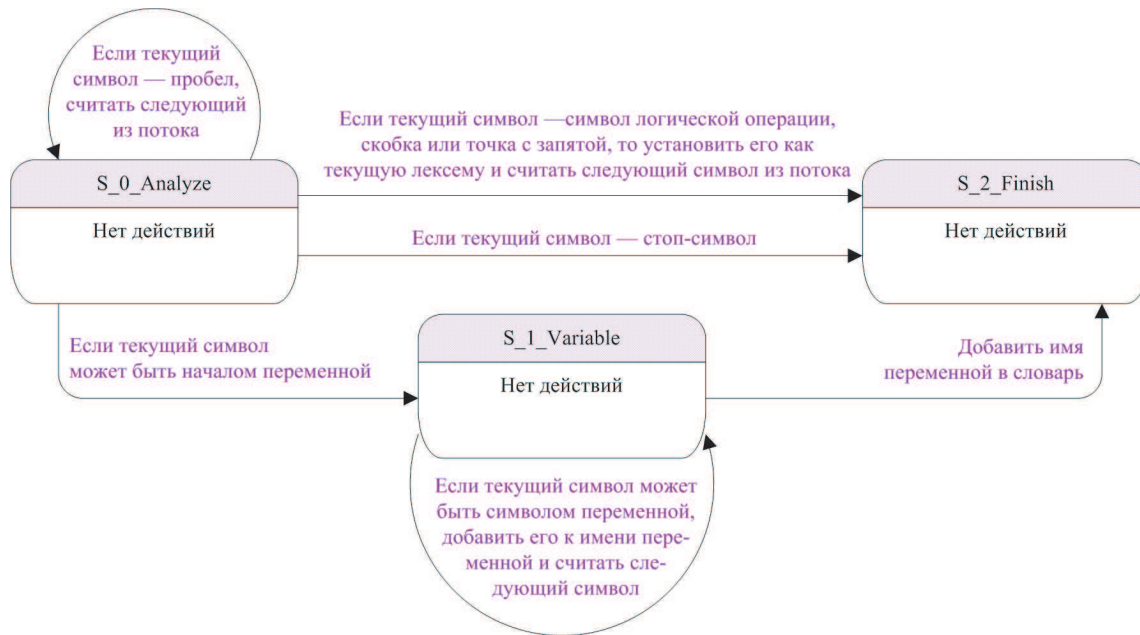 Если текущий
символ — пробел,
считать следующий
из потока
Если текущий символ —символ логической операции,
скобка или точка с запятой, то установить его как
текущую лексему и считать следующий символ из потока
S_0_Analyze
Нет действий
S_2_Finish
Нет действий
Если текущий символ — стоп-символ
Если текущий символ
может быть началом переменной
S_1_Variable
Нет действий
Добавить имя
переменной в словарь
Если текущий символ может
быть символом переменной,
добавить его к имени пере-
менной и считать сле-
дующий символ